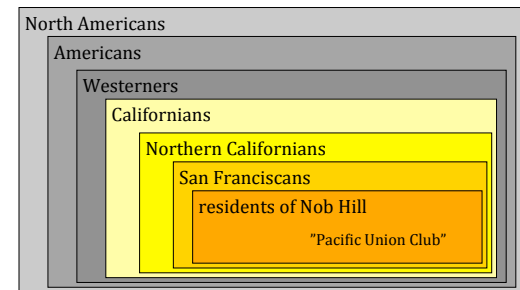 North Americans
Americans
Westerners
Californians
Northern Californians
San Franciscans
residents of Nob Hill
”Pacific Union Club”